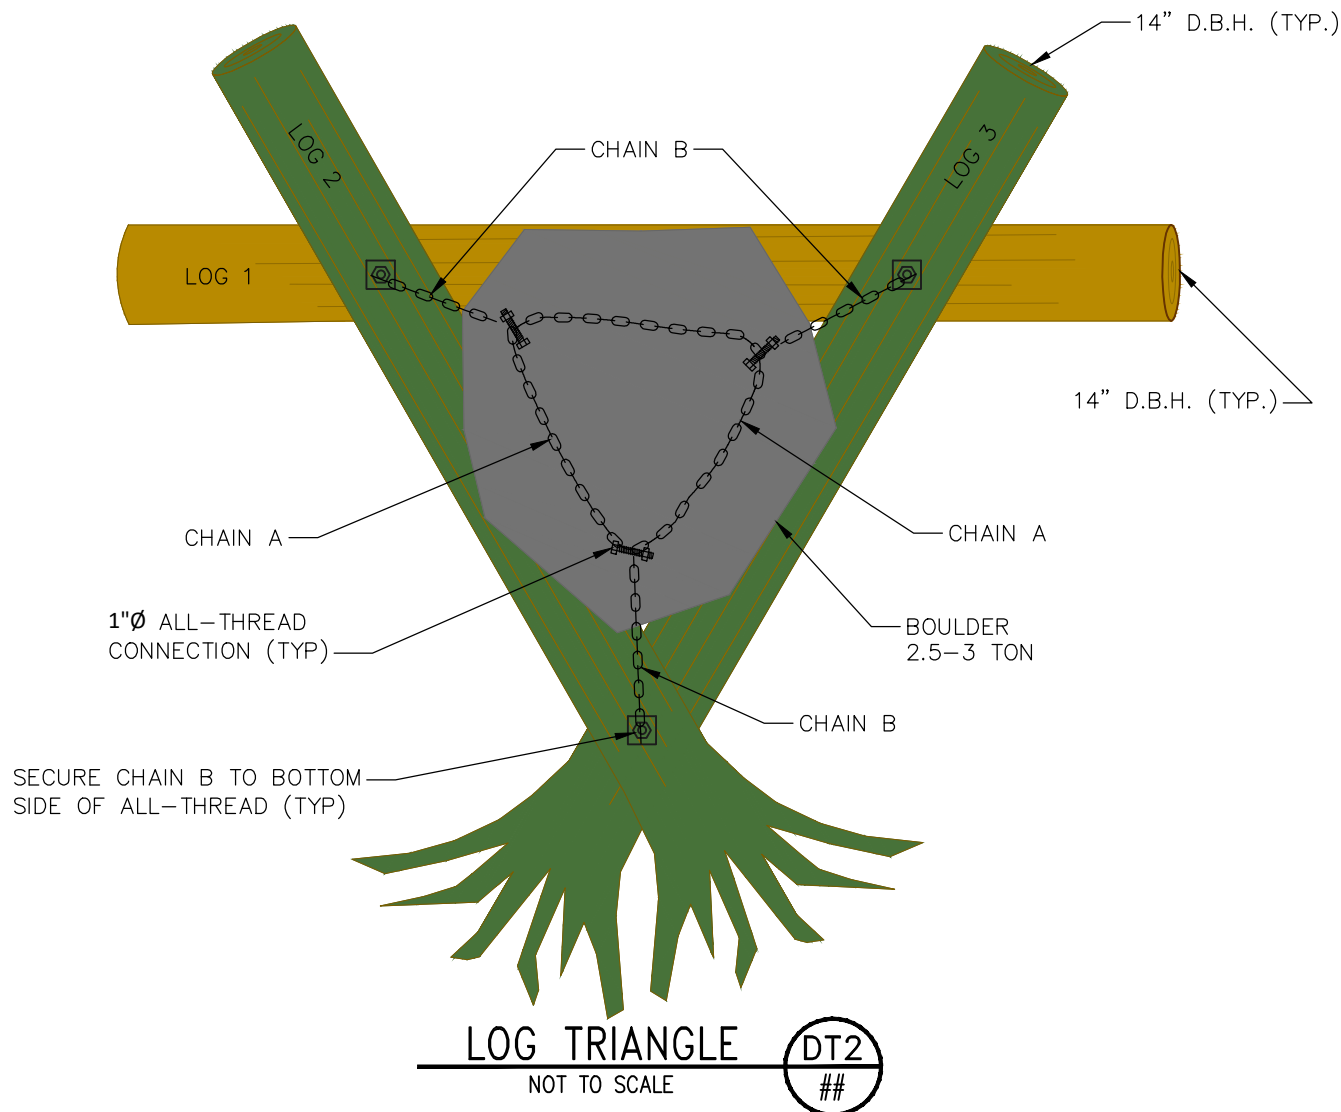 14” D.B.H. (TYP.)
LOG 2
CHAIN B
LOG 3
LOG 1
14” D.B.H. (TYP.)
CHAIN A
CHAIN A
1"Ø ALL-THREAD
CONNECTION (TYP)
BOULDER
2.5-3 TON
CHAIN B
SECURE CHAIN B TO BOTTOM
SIDE OF ALL-THREAD (TYP)
LOG TRIANGLE
NOT TO SCALE
DT2
##